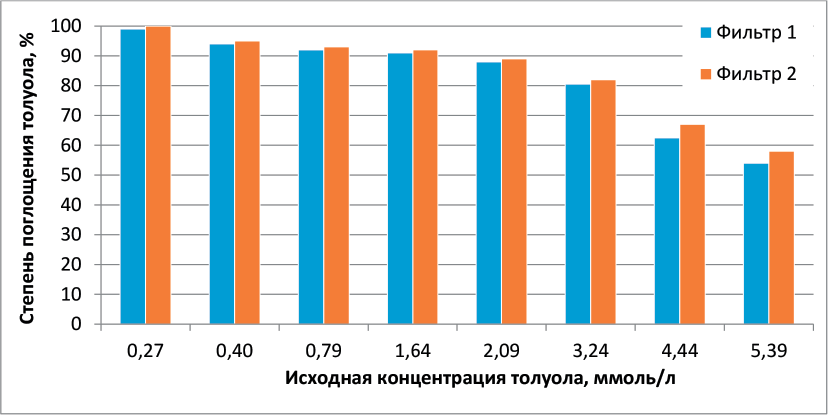 Степень поглощения толуола, %
100
90
80
70
60
50
40
30
20
10
0
Фильтр 1
Фильтр 2
0,27 0,40 0,79 1,64 2,09 3,24 4,44 5,39
Исходная концентрация толуола, ммоль/л